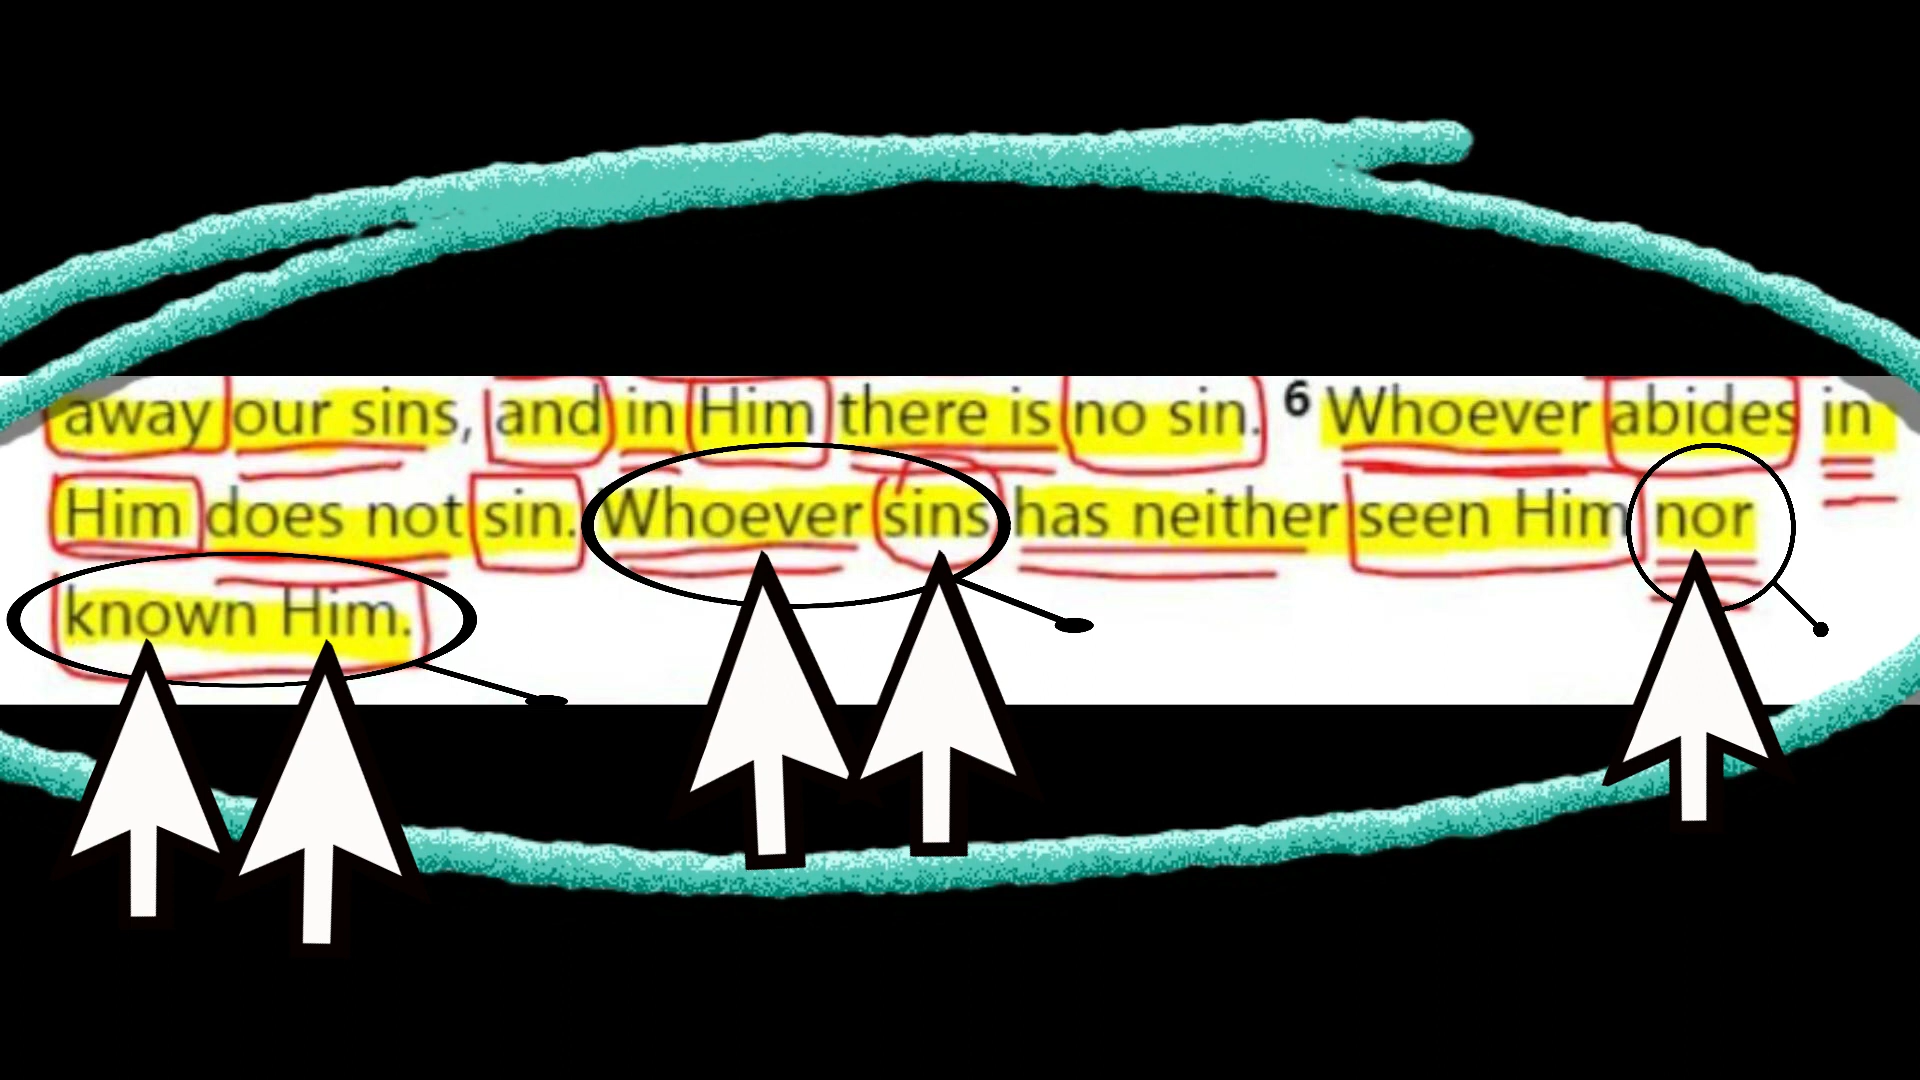 away our sins, and in Him there is no sin. 6 Whoever abides in
Him does not sin. Whoever sins has neither seen Him nor
known Him.